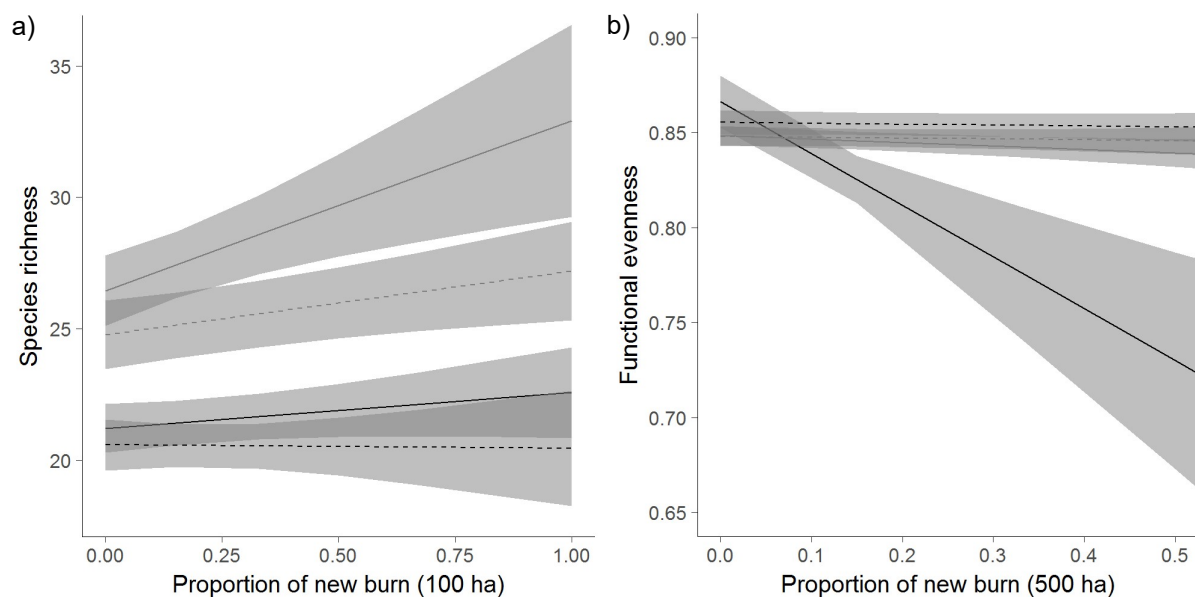 a)
Species richness
35
30
25
20
0.00 0.25 0.50 0.75 1.00
Proportion of new burn (100 ha)
b)
Functional evenness
0.90
0.85
0.80
0.75
0.70
0.65
0.0 0.1 0.2 0.3 0.4 0.5
Proportion of new burn (500 ha)